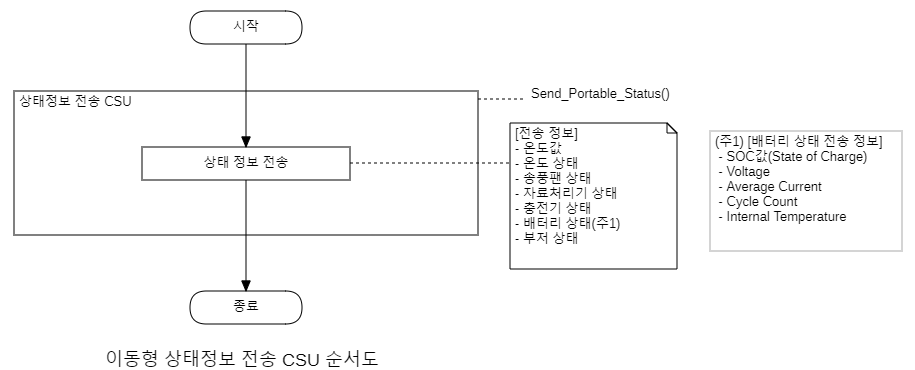 시작
상태정보 전송 CSU
Send_Portable_Status()
상태 정보 전송
[전송 정보]
- 온도값
- 온도 상태
- 송풍팬 상태
- 자료처리기 상태
- 충전기 상태
- 배터리 상태(주1)
- 부저 상태
(주1) [배터리 상태 전송 정보]
- SOC값(State of Charge)
- Voltage
- Average Current
- Cycle Count
- Internal Temperature
종료
이동형 상태정보 전송 CSU 순서도